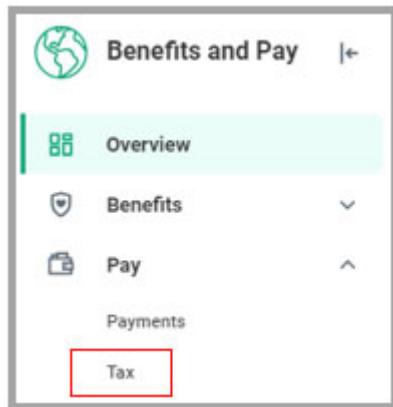 Benefits and Pay
Overview
Benefits
Pay
Payments
Tax